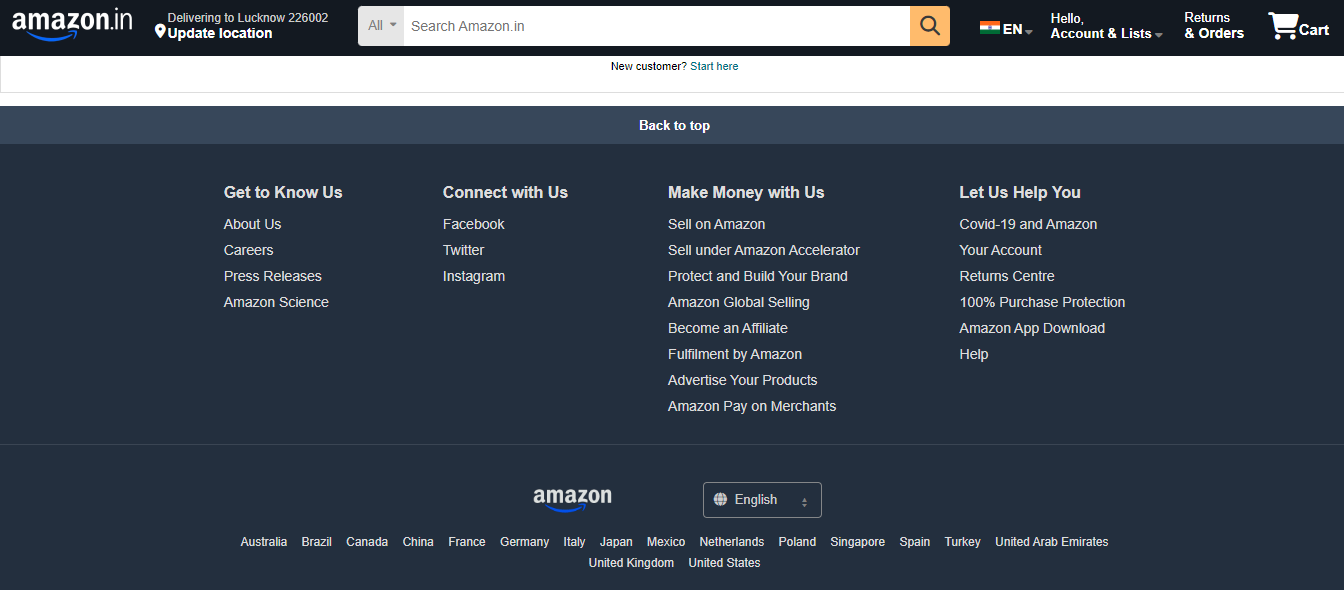 amazon.in
Delivering to Lucknow 226002
Update location
All
Search Amazon.in
EN
Hello,
Account & Lists
Returns
& Orders
Cart
New customer? Start here
Back to top
Get to Know Us
About Us
Careers
Press Releases
Amazon Science
Connect with Us
Facebook
Twitter
Instagram
Make Money with Us
Sell on Amazon
Sell under Amazon Accelerator
Protect and Build Your Brand
Amazon Global Selling
Become an Affiliate
Fulfilment by Amazon
Advertise Your Products
Amazon Pay on Merchants
Let Us Help You
Covid-19 and Amazon
Your Account
Returns Centre
100% Purchase Protection
Amazon App Download
Help
amazon
English
Australia Brazil Canada China France Germany Italy Japan Mexico Netherlands Poland Singapore Spain Turkey United Arab Emirates
United Kingdom United States